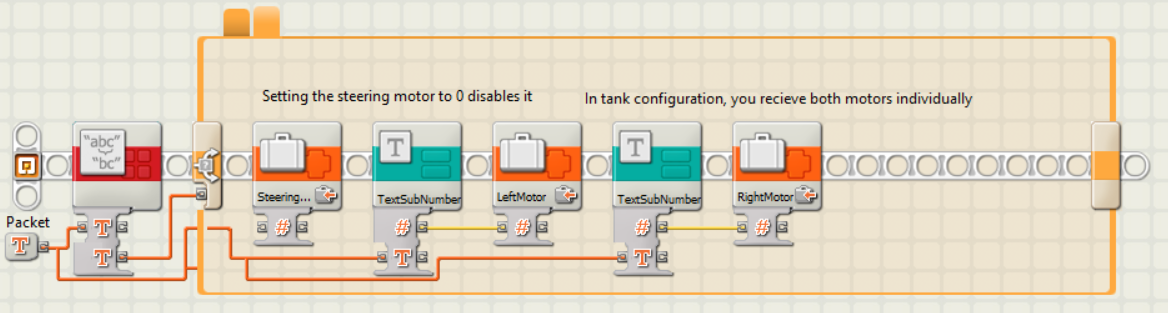 Setting the steering motor to 0 disables it
In tank configuration, you recieve both motors individually
"abc"
"bc"
T
T
Steering...
TextSubNumber
LeftMotor
TextSubNumber
RightMotor
Packet
T
T
#
#
#
#
#
T
T
T